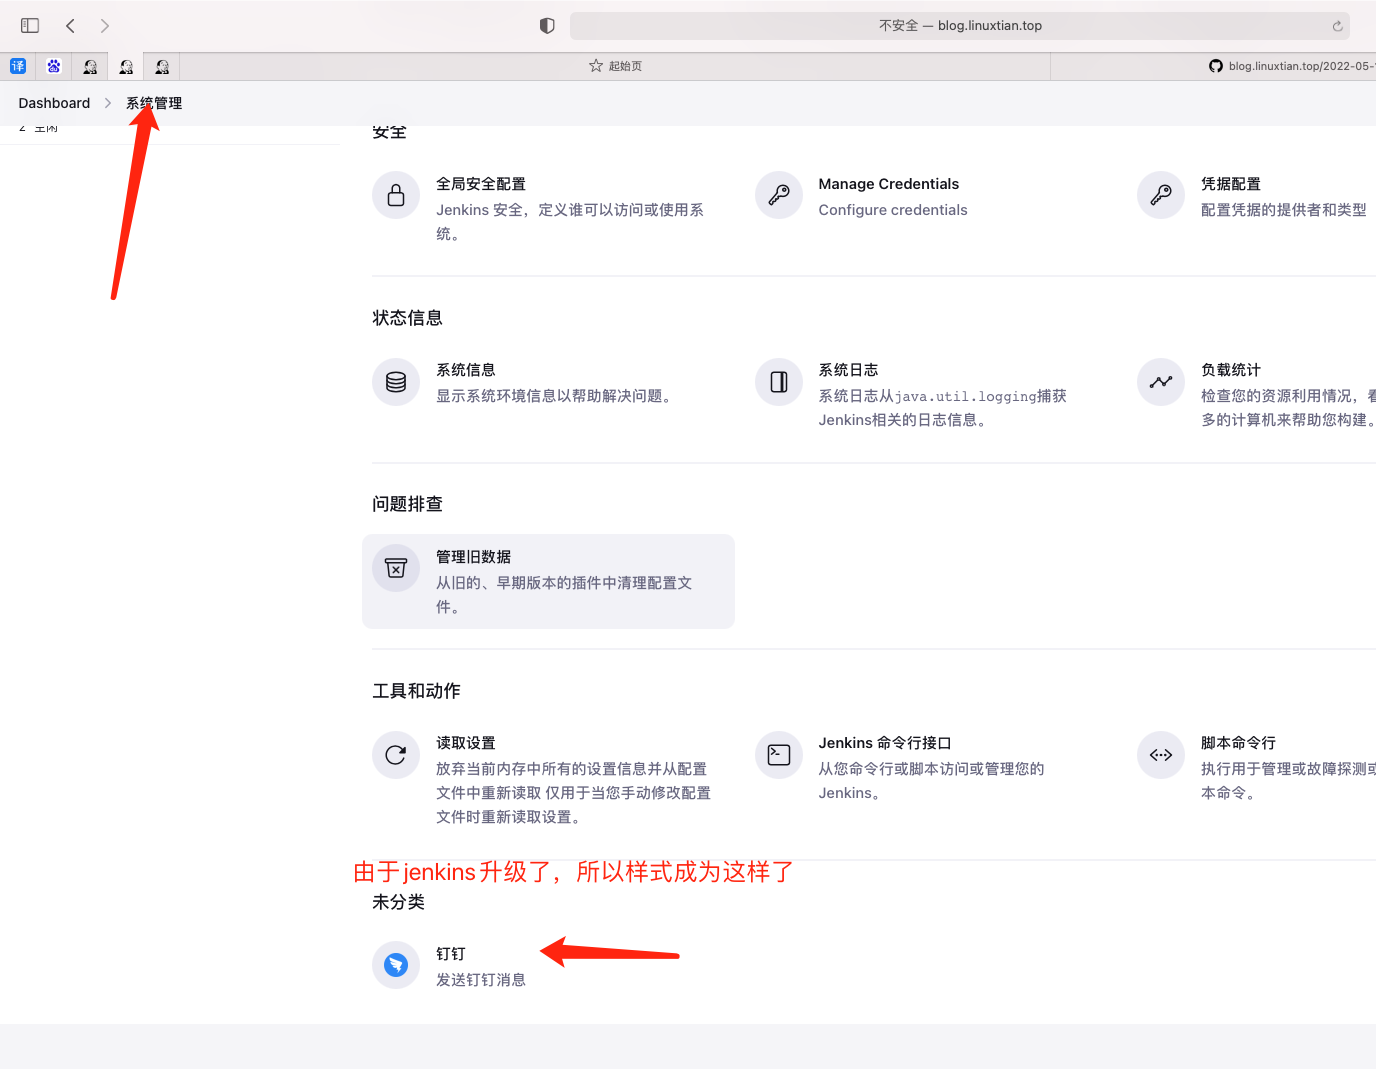 不安全 — blog.linuxtian.top
译
起始页
blog.linuxtian.top/2022-05-
Dashboard
系统管理
2 空闲
安全
全局安全配置
Jenkins 安全，定义谁可以访问或使用系
统。
Manage Credentials
Configure credentials
凭据配置
配置凭据的提供者和类型
状态信息
系统信息
显示系统环境信息以帮助解决问题。
系统日志
系统日志从java.util.logging捕获
Jenkins相关的日志信息。
负载统计
检查您的资源利用情况，看
多的计算机来帮助您构建。
问题排查
管理旧数据
从旧的、早期版本的插件中清理配置文
件。
工具和动作
读取设置
放弃当前内存中所有的设置信息并从配置
文件中重新读取 仅用于当您手动修改配置
文件时重新读取设置。
Jenkins 命令行接口
从您命令行或脚本访问或管理您的
Jenkins。
脚本命令行
执行用于管理或故障探测或
本命令。
由于jenkins升级了，所以样式成为这样了
未分类
钉钉
发送钉钉消息